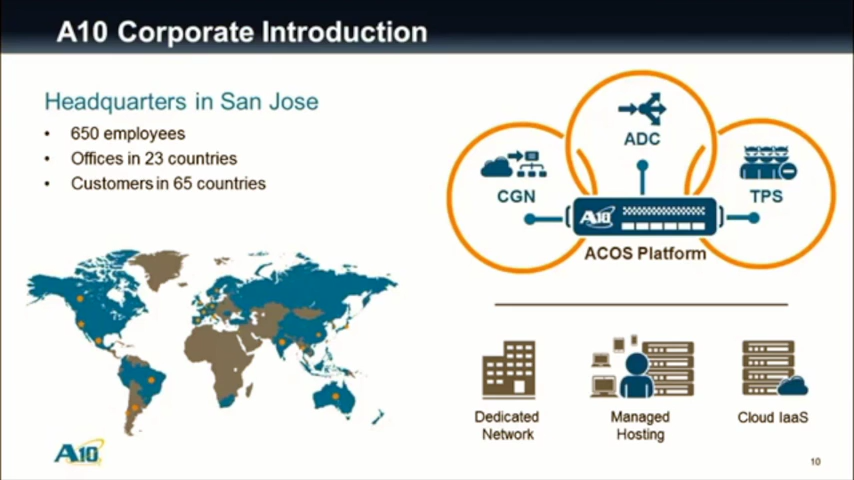 A10 Corporate Introduction
Headquarters in San Jose
• 650 employees
• Offices in 23 countries
• Customers in 65 countries
ADC
CGN
TPS
A10
ACOS Platform
Dedicated
Network
Managed
Hosting
Cloud IaaS
A10
10